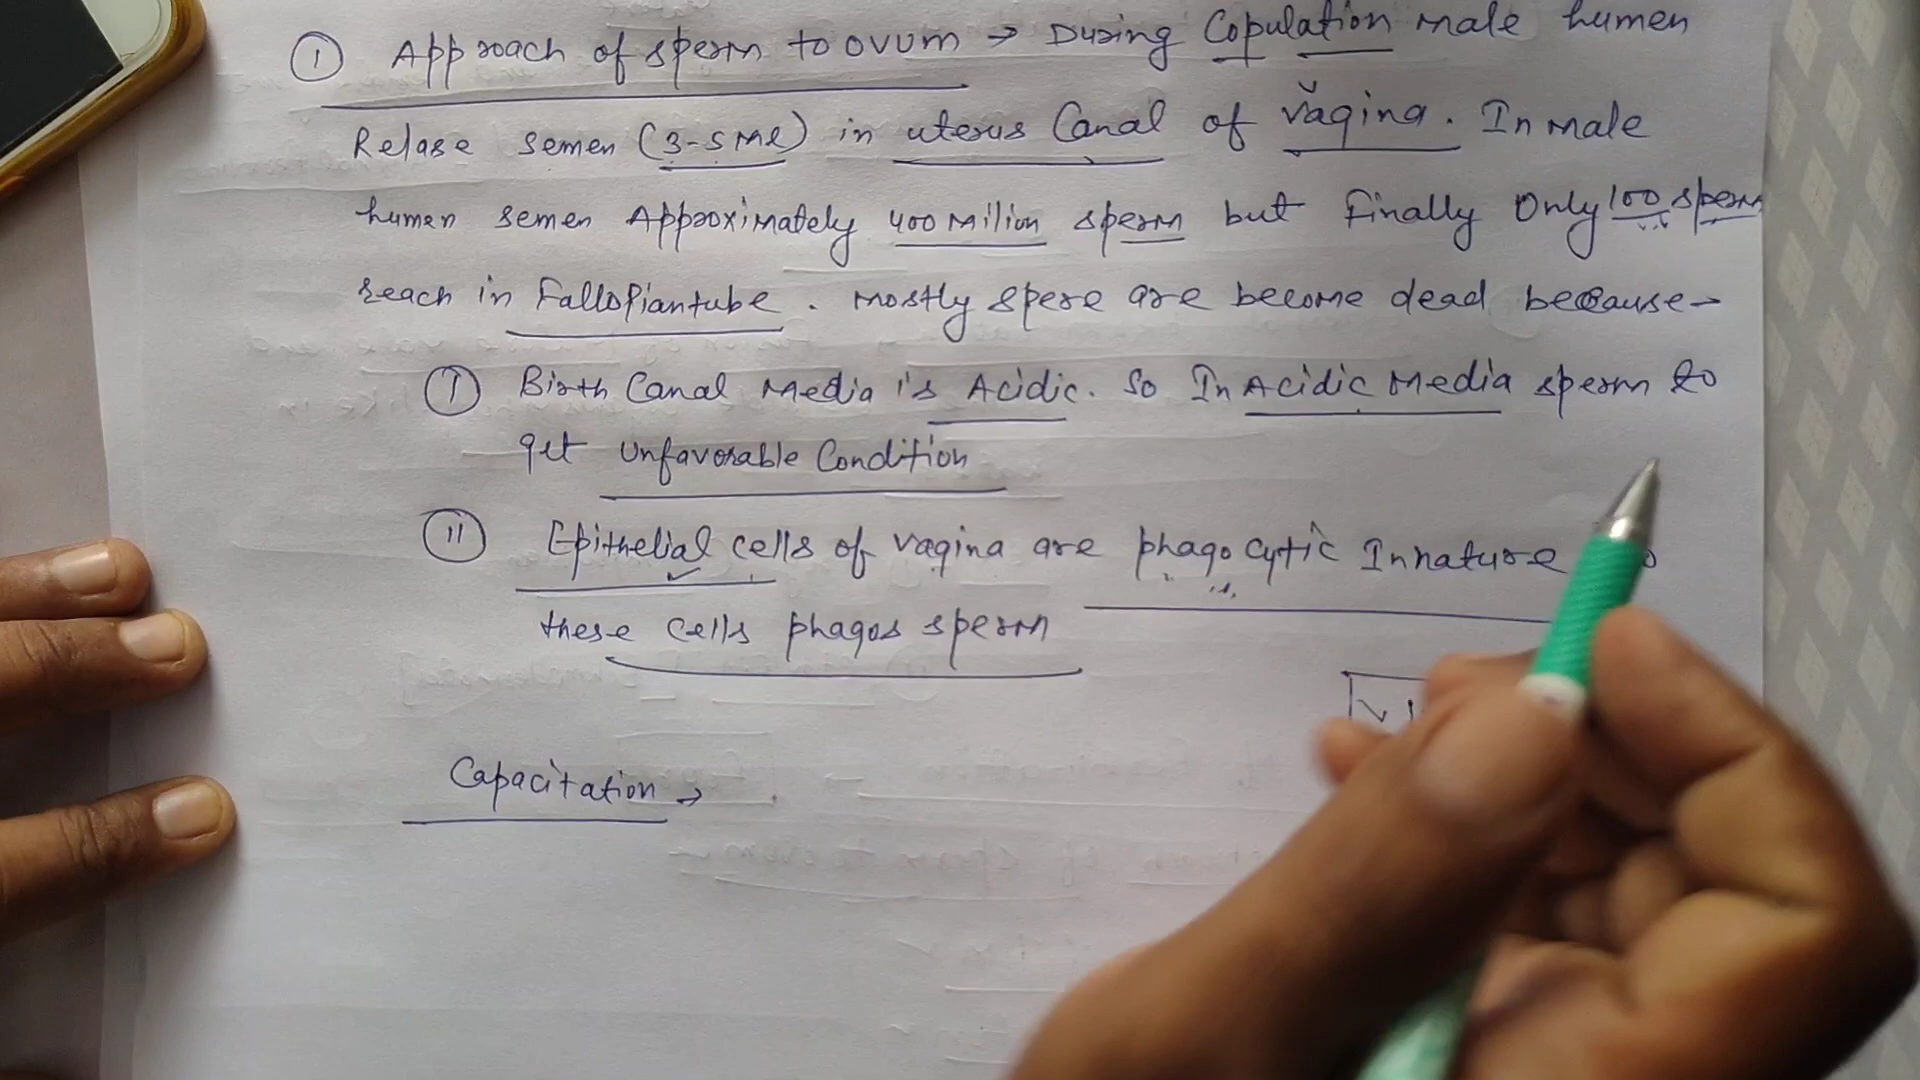 ① Approach of sperm to ovum → During Copulation male humen
Relase semen (3-5 Ml) in uterus Canal of vagina. In male
humen semen Approximately 400 Million sperm but finally Only 100 sperm
reach in Fallopiantube. Mostly spere are become dead because-
Ⓘ Birth Canal Media is Acidic. So In Acidic Media sperm to
get Unfavorable Condition
(II) Epithelial cells of vagina are phagocytic In nature
these cells phagos sperm
Capacitation →